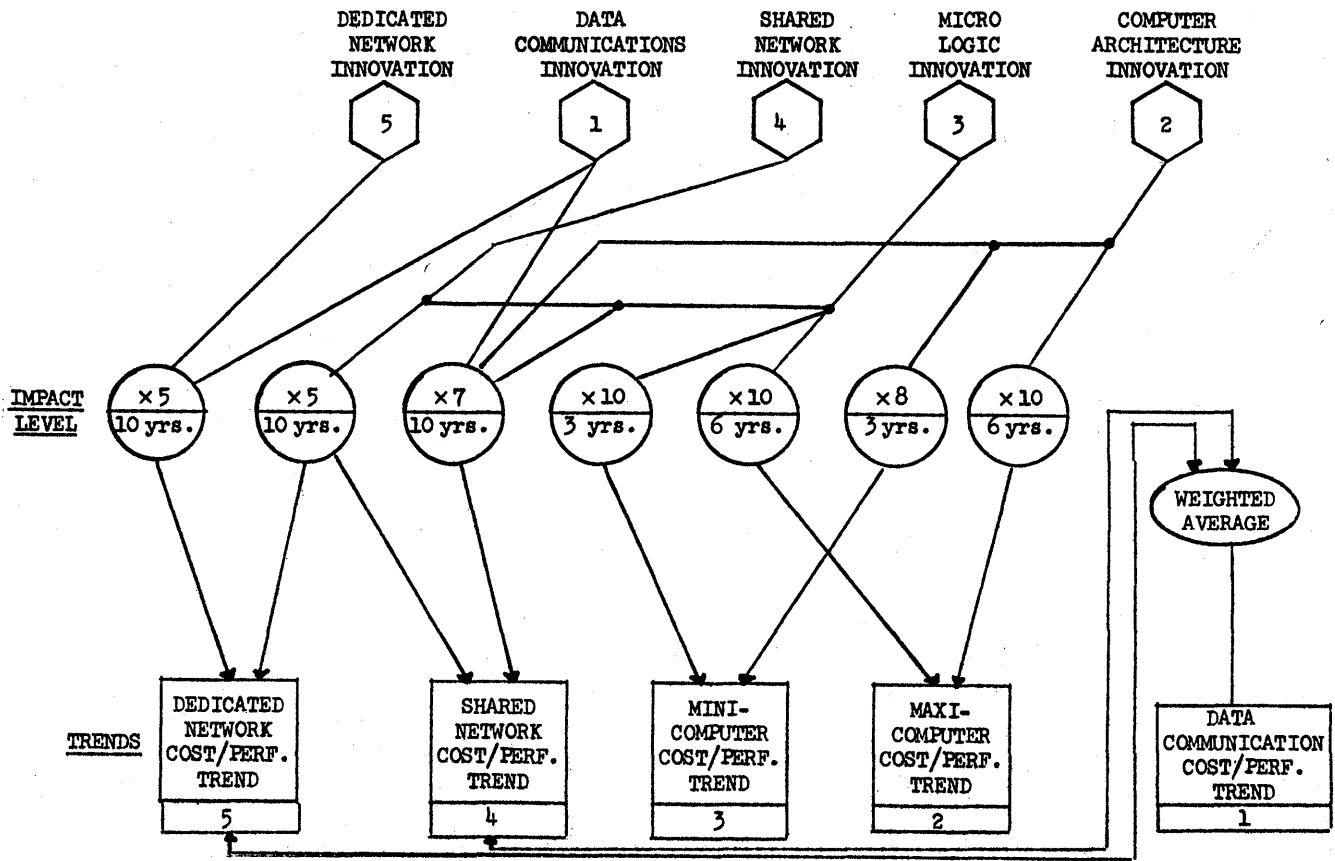 DEDICATED
NETWORK
INNOVATION
5
DATA
COMMUNICATIONS
INNOVATION
1
SHARED
NETWORK
INNOVATION
4
MICRO
LOGIC
INNOVATION
3
COMPUTER
ARCHITECTURE
INNOVATION
2
IMPACT
LEVEL
×5
10 yrs.
×5
10 yrs.
×7
10 yrs.
×10
3 yrs.
×10
6 yrs.
×8
3 yrs.
×10
6 yrs.
WEIGHTED
AVERAGE
TRENDS
DEDICATED
NETWORK
COST/PERF.
TREND
5
SHARED
NETWORK
COST/PERF.
TREND
4
MINI-
COMPUTER
COST/PERF.
TREND
3
MAXI-
COMPUTER
COST/PERF.
TREND
2
DATA
COMMUNICATION
COST/PERF.
TREND
1